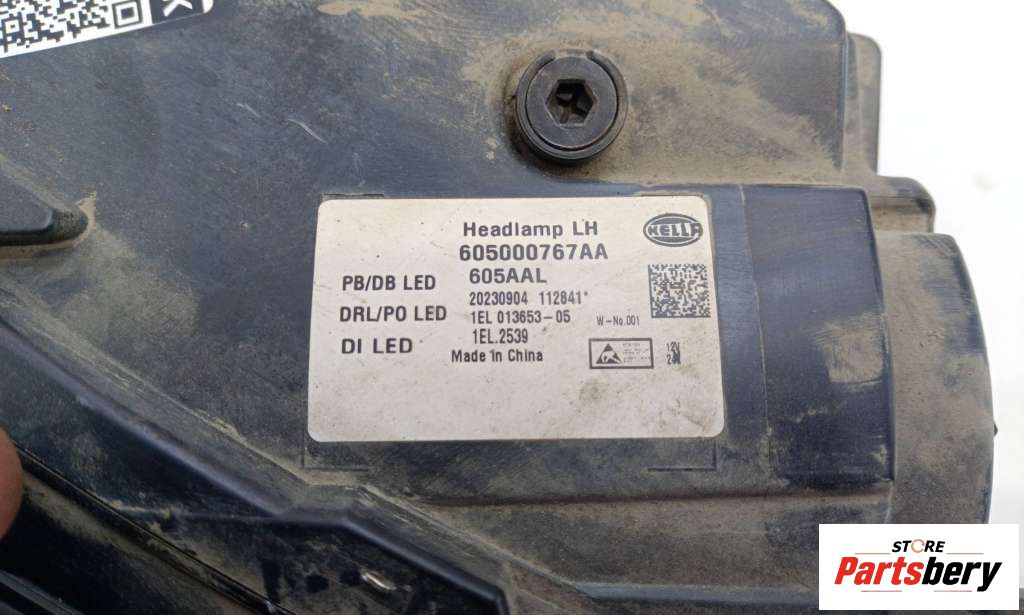 K
Headlamp LH
HELLA
605000767AA
PB/DB LED
605AAL
20230904 112841*
DRL/PO LED
1EL 013653-05
W-No.001
DI LED
1EL.2539
12V
Made in China
STORE
Partsbery